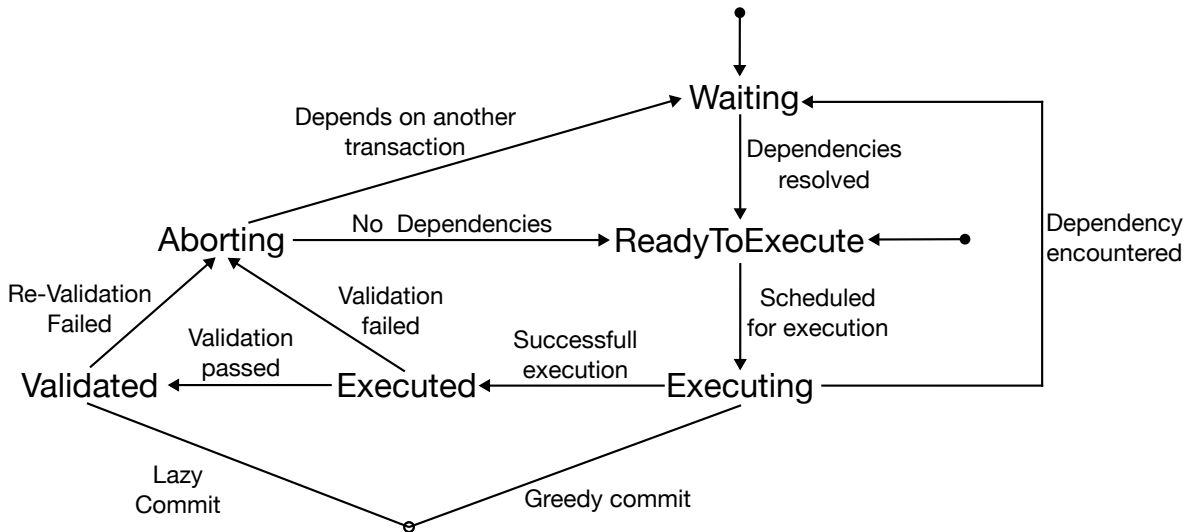 Waiting
Depends on another
transaction
Dependencies
resolved
Aborting
No Dependencies
ReadyToExecute
Dependency
encountered
Re-Validation
Failed
Validation
failed
Scheduled
for execution
Validation
passed
Successfull
execution
Validated
Executed
Executing
Lazy
Commit
Greedy commit